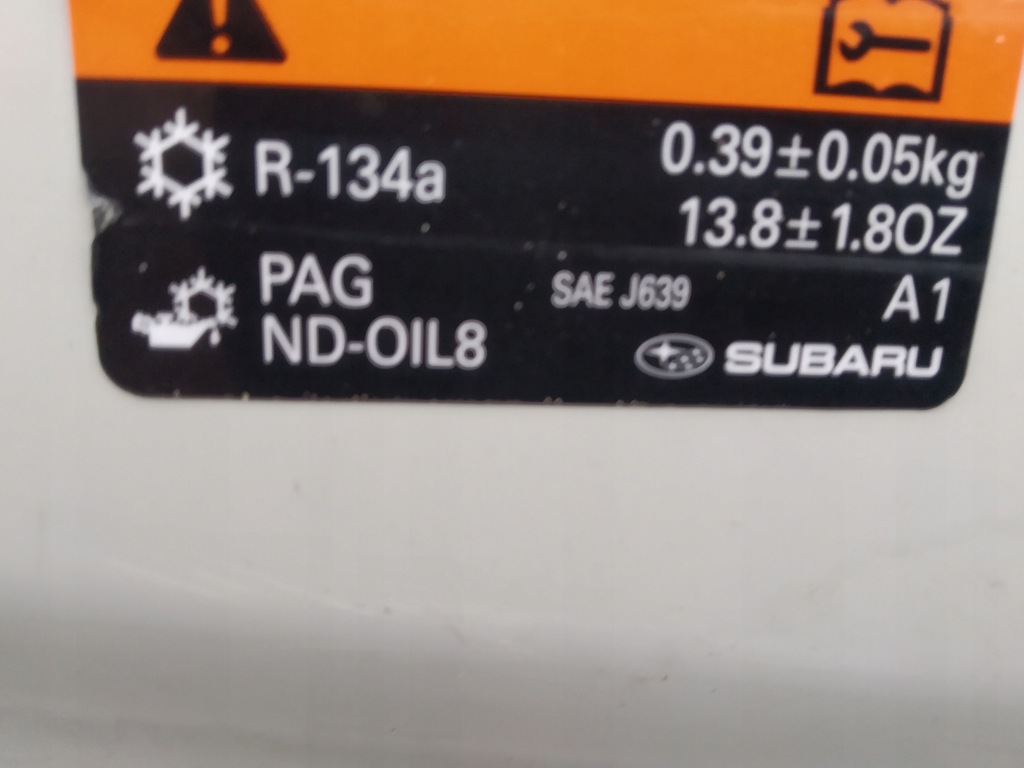 R-134a
0.39±0.05kg
13.8±1.8OZ
PAG
ND-OIL8
SAE J639
A1
SUBARU